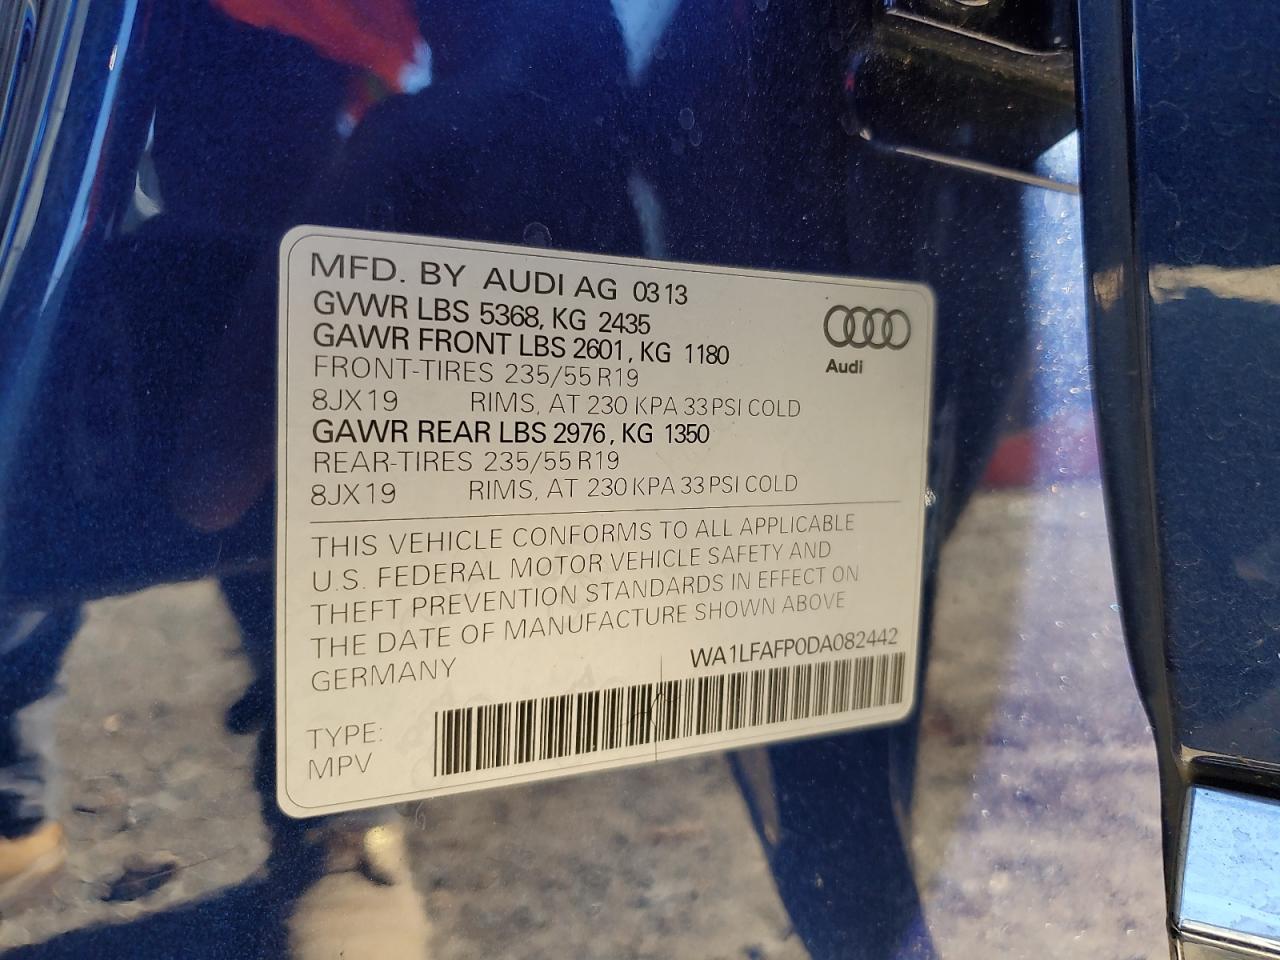 MFD. BY AUDI AG 03 13
GVWR LBS 5368, KG 2435
GAWR FRONT LBS 2601, KG 1180
FRONT-TIRES 235/55 R19
8JX19 RIMS, AT 230 KPA 33 PSI COLD
GAWR REAR LBS 2976, KG 1350
REAR-TIRES 235/55 R19
8JX19 RIMS, AT 230 KPA 33 PSI COLD
Audi
THIS VEHICLE CONFORMS TO ALL APPLICABLE
U.S. FEDERAL MOTOR VEHICLE SAFETY AND
THEFT PREVENTION STANDARDS IN EFFECT ON
THE DATE OF MANUFACTURE SHOWN ABOVE
GERMANY
WA1LFAFP0DA082442
TYPE:
MPV